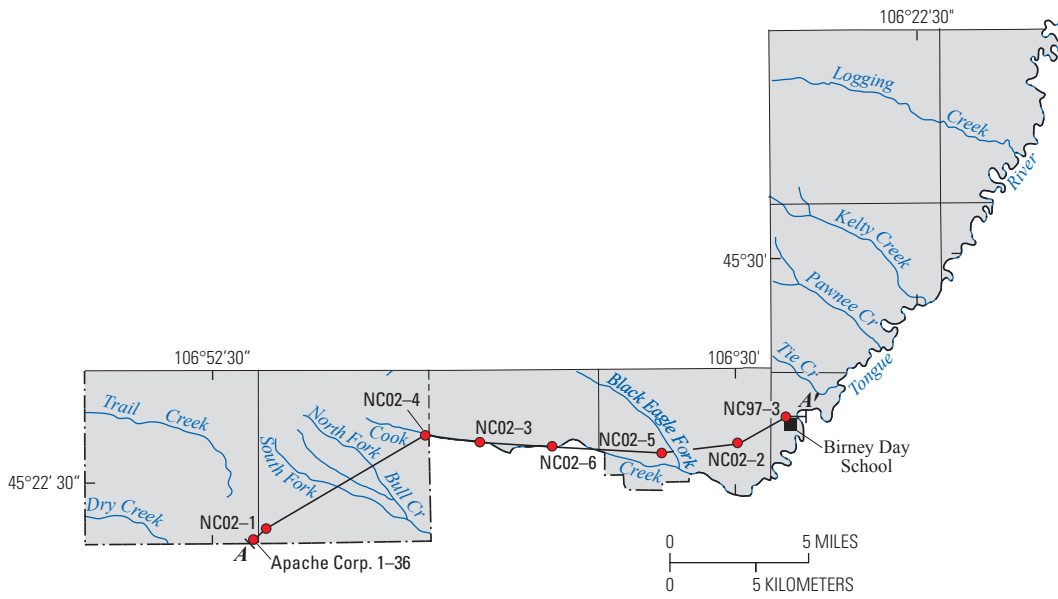 106°22'30"
Logging
Creek
River
Kelty Creek
45°30'
Pawnee Cr
Tie Cr
Tongue
106°52'30"
106°30'
Trail Creek
NC02–4
North Fork
Cook
South Fork
Bull Cr
NC02–3
NC02–6
Black Eagle Fork
NC02–5
Creek
NC02–2
NC97–3
A'
Birney Day
School
45°22' 30"
Dry Creek
NC02–1
A
Apache Corp. 1–36
0 5 MILES
0 5 KILOMETERS